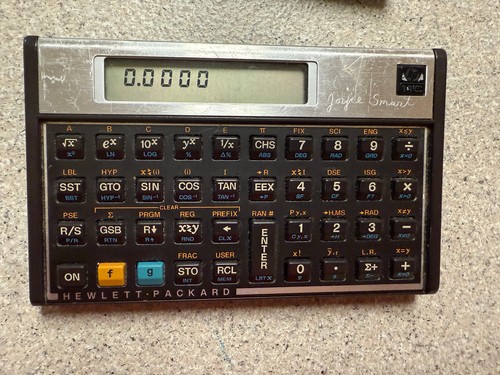 0.0000
hp
Joyce Smart
A B C D E π FIX SCI ENG x≤y
√x eˣ 10ˣ yˣ 1/x CHS 7 8 9 ÷
x² LN LOG % Δ% ABS DEG RAD GRD x<0
LBL HYP x⇄(i) (i) I →R x⇄I DSE ISG x>y
SST GTO SIN COS TAN EEX 4 5 6 ×
BST HYP⁻¹ SIN⁻¹ COS⁻¹ TAN⁻¹ →P SF CF F? x>0
CLEAR
PSE Σ PRGM REG PREFIX RAN # P y,x →H.MS →RAD x≠y
R/S GSB R↓ x⇄y ← ENTER 1 2 3 −
P/R RTN R↑ RND CLX C y,x →H →DEG x≠0
FRAC USER x! ŷ,r L.R. x=y
ON f g STO RCL 0 . Σ+ +
INT MEM LSTx x̄ s Σ− x=0
HEWLETT·PACKARD